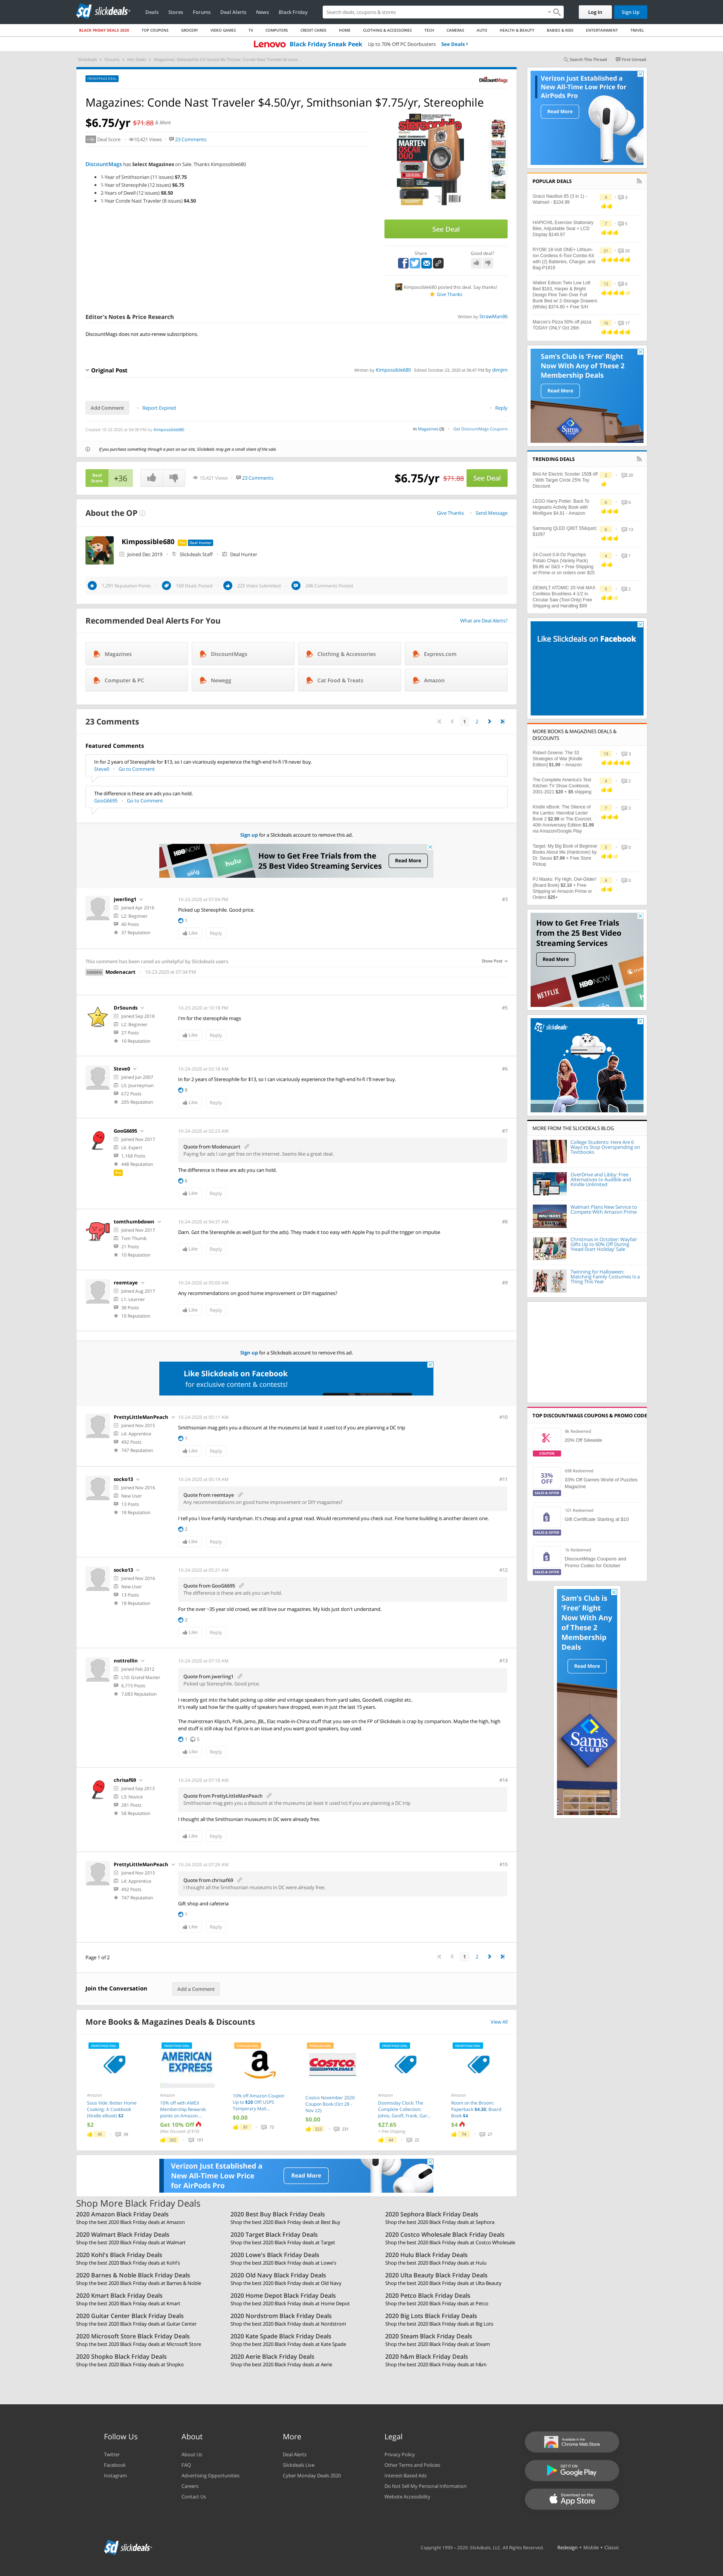 slickdeals
Deals Stores Forums Deal Alerts News Black Friday
Search deals, coupons & stores
Log In Sign Up
BLACK FRIDAY DEALS 2020 TOP COUPONS GROCERY VIDEO GAMES TV COMPUTERS CREDIT CARDS HOME CLOTHING & ACCESSORIES TECH CAMERAS AUTO HEALTH & BEAUTY BABIES & KIDS ENTERTAINMENT TRAVEL
Lenovo Black Friday Sneak Peek Up to 70% Off PC Doorbusters See Deals
Search This Thread First Unread
FRONTPAGE DEAL
DiscountMags
Magazines: Conde Nast Traveler $4.50/yr, Smithsonian $7.75/yr, Stereophile
$6.75/yr $71.88 & More
+36 Deal Score 10,421 Views 23 Comments
DiscountMags has Select Magazines on Sale. Thanks Kimpossible680
1-Year of Smithsonian (11 issues) $7.75
1-Year of Stereophile (12 issues) $6.75
2-Years of Dwell (12 issues) $8.50
1-Year Conde Nast Traveler (8 issues) $4.50
See Deal
Share Good deal?
Kimpossible680 posted this deal. Say thanks!
Give Thanks
Editor's Notes & Price Research
Written by StrawMan86
DiscountMags does not auto-renew subscriptions.
Original Post
Written by Kimpossible680 Edited October 23, 2020 at 06:47 PM by dimjim
Add Comment Report Expired Reply
Created 10-22-2020 at 04:38 PM by Kimpossible680
in Magazines (3) Get DiscountMags Coupons
If you purchase something through a post on our site, Slickdeals may get a small share of the sale.
Deal Score +36 10,421 Views 23 Comments $6.75/yr $71.88 See Deal
About the OP
Give Thanks Send Message
Kimpossible680 Pro Deal Hunter
Joined Dec 2019 Slickdeals Staff Deal Hunter
1,291 Reputation Points 169 Deals Posted 225 Votes Submitted 246 Comments Posted
Recommended Deal Alerts For You
What are Deal Alerts?
Magazines DiscountMags Clothing & Accessories Express.com
Computer & PC Newegg Cat Food & Treats Amazon
23 Comments
1 2
Featured Comments
In for 2 years of Stereophile for $13, so I can vicariously experience the high-end hi-fi I'll never buy.
Steve0 Go to Comment
The difference is these are ads you can hold.
GooG6695 Go to Comment
Sign up for a Slickdeals account to remove this ad.
HBO NOW sling hulu
How to Get Free Trials from the 25 Best Video Streaming Services
Read More
jwerling1
Joined Apr 2016
L2: Beginner
40 Posts
37 Reputation
10-23-2020 at 07:04 PM #3
Picked up Stereophile. Good price.
1
Like Reply
This comment has been rated as unhelpful by Slickdeals users Show Post
HIDDEN Modenacart 10-23-2020 at 07:34 PM
DrSounds
Joined Sep 2018
L2: Beginner
27 Posts
10 Reputation
10-23-2020 at 10:18 PM #5
I'm for the stereophile mags
Like Reply
Steve0
Joined Jun 2007
L3: Journeyman
672 Posts
205 Reputation
10-24-2020 at 02:18 AM #6
In for 2 years of Stereophile for $13, so I can vicariously experience the high-end hi-fi I'll never buy.
8
Like Reply
GooG6695
Joined Nov 2017
L6: Expert
1,168 Posts
448 Reputation
Pro
10-24-2020 at 02:23 AM #7
Quote from Modenacart
Paying for ads I can get free on the internet. Seems like a great deal.
The difference is these are ads you can hold.
6
Like Reply
tomthumbdown
Joined Nov 2017
Tom Thumb
21 Posts
10 Reputation
10-24-2020 at 04:37 AM #8
Darn. Got the Stereophile as well (just for the ads). They made it too easy with Apple Pay to pull the trigger on impulse
Like Reply
reemtaye
Joined Aug 2017
L1: Learner
38 Posts
10 Reputation
10-24-2020 at 05:00 AM #9
Any recommendations on good home improvement or DIY magazines?
Like Reply
Sign up for a Slickdeals account to remove this ad.
Like Slickdeals on Facebook
for exclusive content & contests!
PrettyLittleManPeach
Joined Nov 2015
L4: Apprentice
492 Posts
747 Reputation
10-24-2020 at 05:11 AM #10
Smithsonian mag gets you a discount at the museums (at least it used to) if you are planning a DC trip
1
Like Reply
socko13
Joined Nov 2016
New User
13 Posts
18 Reputation
10-24-2020 at 05:19 AM #11
Quote from reemtaye
Any recommendations on good home improvement or DIY magazines?
I tell you I love Family Handyman. It's cheap and a great read. Would recommend you check out. Fine home building is another decent one.
2
Like Reply
socko13
Joined Nov 2016
New User
13 Posts
18 Reputation
10-24-2020 at 05:21 AM #12
Quote from GooG6695
The difference is these are ads you can hold.
For the over ~35 year old crowd, we still love our magazines. My kids just don't understand.
2
Like Reply
nottrollin
Joined Feb 2012
L10: Grand Master
6,715 Posts
7,083 Reputation
10-24-2020 at 07:10 AM #13
Quote from jwerling1
Picked up Stereophile. Good price.
I recently got into the habit picking up older and vintage speakers from yard sales, Goodwill, craigslist etc.
It's really sad how far the quality of speakers have dropped, even in just the last 15 years.
The mainstream Klipsch, Polk, Jamo, JBL, Elac made-in-China stuff that you see on the FP of Slickdeals is crap by comparison. Maybe the high, high end stuff is still okay but if price is an issue and you want good speakers, buy used.
1 5
Like Reply
chrisaf69
Joined Sep 2013
L3: Novice
281 Posts
58 Reputation
10-24-2020 at 07:18 AM #14
Quote from PrettyLittleManPeach
Smithsonian mag gets you a discount at the museums (at least it used to) if you are planning a DC trip
I thought all the Smithsonian museums in DC were already free.
Like Reply
PrettyLittleManPeach
Joined Nov 2015
L4: Apprentice
492 Posts
747 Reputation
10-24-2020 at 07:26 AM #15
Quote from chrisaf69
I thought all the Smithsonian museums in DC were already free.
Gift shop and cafeteria
1
Like Reply
Page 1 of 2
1 2
Join the Conversation Add a Comment
More Books & Magazines Deals & Discounts View All
Amazon
Sous Vide: Better Home Cooking: A Cookbook (Kindle eBook) $2
$2
AMERICAN EXPRESS
Amazon
10% off with AMEX Membership Rewards points on Amazon...
Get 10% Off
10% off Amazon Coupon Up to $20 Off! USPS Temporary Mail...
$0.00
Costco WHOLESALE
Costco November 2020 Coupon Book (Oct 28 - Nov 22)
$0.00
Amazon
Doomsday Clock: The Complete Collection: Johns, Geoff, Frank, Gar...
$27.65
+ Free Shipping
Amazon
Room on the Broom: Paperback $4.30, Board Book $4
$4
Verizon Just Established a New All-Time Low Price for AirPods Pro
Read More
Shop More Black Friday Deals
2020 Amazon Black Friday Deals
Shop the best 2020 Black Friday deals at Amazon
2020 Best Buy Black Friday Deals
Shop the best 2020 Black Friday deals at Best Buy
2020 Sephora Black Friday Deals
Shop the best 2020 Black Friday deals at Sephora
2020 Walmart Black Friday Deals
Shop the best 2020 Black Friday deals at Walmart
2020 Target Black Friday Deals
Shop the best 2020 Black Friday deals at Target
2020 Costco Wholesale Black Friday Deals
Shop the best 2020 Black Friday deals at Costco Wholesale
2020 Kohl's Black Friday Deals
Shop the best 2020 Black Friday deals at Kohl's
2020 Lowe's Black Friday Deals
Shop the best 2020 Black Friday deals at Lowe's
2020 Hulu Black Friday Deals
Shop the best 2020 Black Friday deals at Hulu
2020 Barnes & Noble Black Friday Deals
Shop the best 2020 Black Friday deals at Barnes & Noble
2020 Old Navy Black Friday Deals
Shop the best 2020 Black Friday deals at Old Navy
2020 Ulta Beauty Black Friday Deals
Shop the best 2020 Black Friday deals at Ulta Beauty
2020 Kmart Black Friday Deals
Shop the best 2020 Black Friday deals at Kmart
2020 Home Depot Black Friday Deals
Shop the best 2020 Black Friday deals at Home Depot
2020 Petco Black Friday Deals
Shop the best 2020 Black Friday deals at Petco
2020 Guitar Center Black Friday Deals
Shop the best 2020 Black Friday deals at Guitar Center
2020 Nordstrom Black Friday Deals
Shop the best 2020 Black Friday deals at Nordstrom
2020 Big Lots Black Friday Deals
Shop the best 2020 Black Friday deals at Big Lots
2020 Microsoft Store Black Friday Deals
Shop the best 2020 Black Friday deals at Microsoft Store
2020 Kate Spade Black Friday Deals
Shop the best 2020 Black Friday deals at Kate Spade
2020 Steam Black Friday Deals
Shop the best 2020 Black Friday deals at Steam
2020 Shopko Black Friday Deals
Shop the best 2020 Black Friday deals at Shopko
2020 Aerie Black Friday Deals
Shop the best 2020 Black Friday deals at Aerie
2020 h&m Black Friday Deals
Shop the best 2020 Black Friday deals at h&m
Verizon Just Established a New All-Time Low Price for AirPods Pro
Read More
POPULAR DEALS
Graco Nautilus 65 (3 in 1) - Walmart - $104.99
HAPICHIL Exercise Stationary Bike, Adjustable Seat + LCD Display $149.97
RYOBI 18-Volt ONE+ Lithium-Ion Cordless 6-Tool Combo Kit with (2) Batteries, Charger, and Bag-P1819
Walker Edison Twin Low Loft Bed $163, Harper & Bright Design Pine Twin Over Full Bunk Bed w/ 2-Storage Drawers (White) $374.60 + Free S/H
Marcos's Pizza 50% off pizza TODAY ONLY Oct 26th
Sam's Club is 'Free' Right Now With Any of These 2 Membership Deals
Read More
TRENDING DEALS
Bird Air Electric Scooter 150$ off . With Target Circle 25% Toy Discount
LEGO Harry Potter: Back To Hogwarts Activity Book with Minifigure $4.81 - Amazon
Samsung QLED Q80T 55&quot; $1097
24-Count 0.8-Oz Popchips Potato Chips (Variety Pack) $9.86 w/ S&S + Free Shipping w/ Prime or on orders over $25
DEWALT ATOMIC 20-Volt MAX Cordless Brushless 4-1/2 in. Circular Saw (Tool-Only) Free Shipping and Handling $99
Like Slickdeals on Facebook
MORE BOOKS & MAGAZINES DEALS & DISCOUNTS
Robert Greene: The 33 Strategies of War [Kindle Edition] $1.99 ~ Amazon
The Complete America's Test Kitchen TV Show Cookbook, 2001-2021 $20 + $5 shipping
Kindle eBook: The Silence of the Lambs: Hannibal Lecter Book 2 $2.99 or The Exorcist: 40th Anniversary Edition $1.99 via Amazon/Google Play
Target: My Big Book of Beginner Books About Me (Hardcover) by Dr. Seuss $7.99 + Free Store Pickup
PJ Masks: Fly High, Owl-Glider! (Board Book) $2.10 + Free Shipping w/ Amazon Prime or Orders $25+
How to Get Free Trials from the 25 Best Video Streaming Services
Read More
NETFLIX HBO NOW
slickdeals
MORE FROM THE SLICKDEALS BLOG
College Students: Here Are 6 Ways to Stop Overspending on Textbooks
OverDrive and Libby: Free Alternatives to Audible and Kindle Unlimited
Walmart Plans New Service to Compete With Amazon Prime
Christmas in October: Wayfair Gifts Up to 60% Off During 'Head Start Holiday' Sale
Twinning for Halloween: Matching Family Costumes Is a Thing This Year
TOP DISCOUNTMAGS COUPONS & PROMO CODE
8k Redeemed
20% Off Sitewide
COUPON
698 Redeemed
33% OFF
33% Off Games World of Puzzles Magazine
SALES & OFFER
101 Redeemed
Gift Certificate Starting at $10
SALES & OFFER
1k Redeemed
DiscountMags Coupons and Promo Codes for October
SALES & OFFER
Sam's Club is 'Free' Right Now With Any of These 2 Membership Deals
Read More
Sam's CLUB
Follow Us
Twitter
Facebook
Instagram
About
About Us
FAQ
Advertising Opportunities
Careers
Contact Us
More
Deal Alerts
Slickdeals Live
Cyber Monday Deals 2020
Legal
Privacy Policy
Other Terms and Policies
Interest Based Ads
Do Not Sell My Personal Information
Website Accessibility
Available in the Chrome Web Store
GET IT ON Google Play
Download on the App Store
slickdeals
Copyright 1999 - 2020. Slickdeals, LLC. All Rights Reserved. Redesign • Mobile • Classic